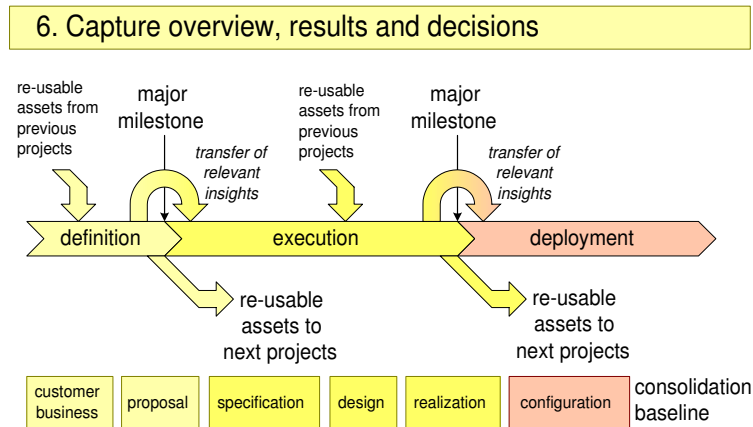 6. Capture overview, results and decisions
re-usable
assets from
previous
projects
major
milestone
transfer of
relevant
insights
re-usable
assets from
previous
projects
major
milestone
transfer of
relevant
insights
definition
execution
deployment
re-usable
assets to
next projects
re-usable
assets to
next projects
customer
business
proposal
specification
design
realization
configuration
consolidation
baseline